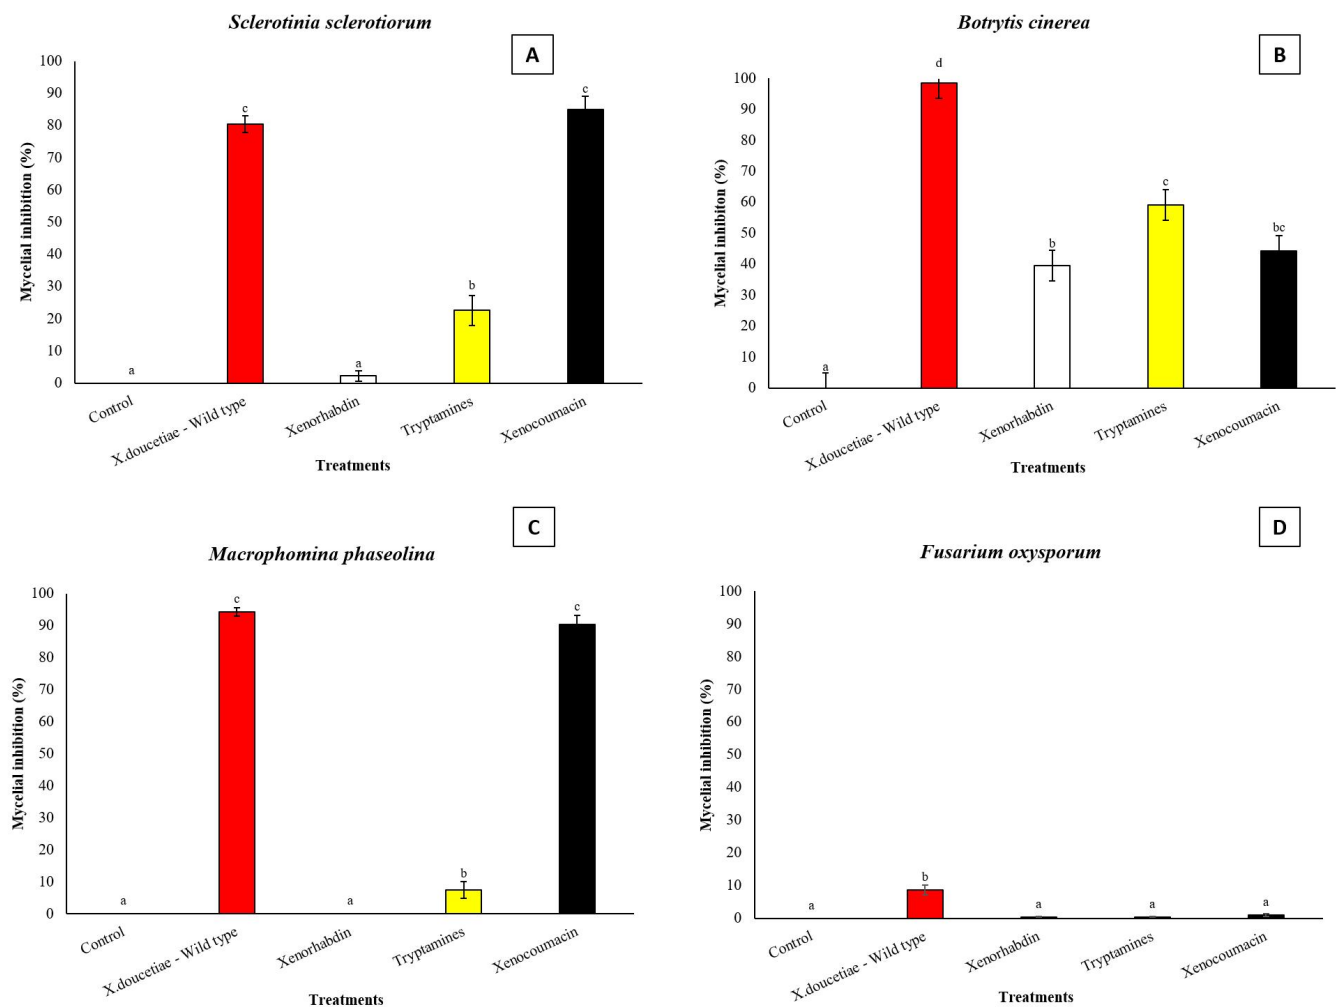 Sclerotinia sclerotiorum
A
100
90
80
70
60
50
40
30
20
10
0
Mycelial inhibition (%)
a
c
a
b
c
Control
X.doucetiae - Wild type
Xenorhabdin
Tryptamines
Xenocoumacin
Treatments
Botrytis cinerea
B
100
90
80
70
60
50
40
30
20
10
0
Mycelial inhibiton (%)
a
d
b
c
bc
Control
X.doucetiae - Wild type
Xenorhabdin
Tryptamines
Xenocoumacin
Treatments
Macrophomina phaseolina
C
100
90
80
70
60
50
40
30
20
10
0
Mycelial inhibition (%)
a
c
a
b
c
Control
X.doucetiae - Wild type
Xenorhabdin
Tryptamines
Xenocoumacin
Treatments
Fusarium oxysporum
D
100
90
80
70
60
50
40
30
20
10
0
Mycelial inhibition (%)
a
b
a
a
a
Control
X.doucetiae - Wild type
Xenorhabdin
Tryptamines
Xenocoumacin
Treatments